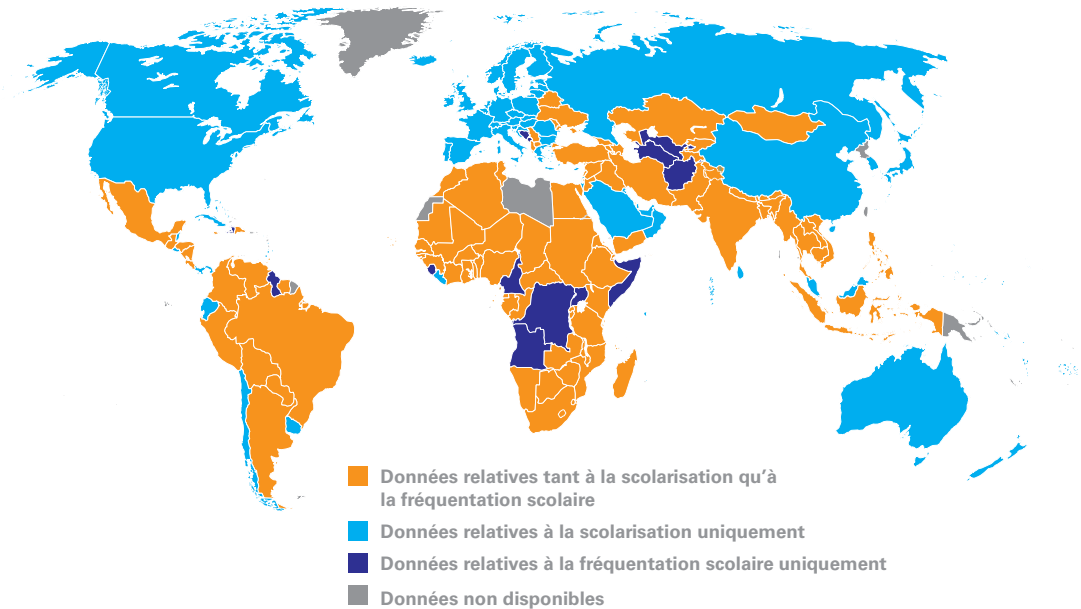 Données relatives tant à la scolarisation qu’à
la fréquentation scolaire
Données relatives à la scolarisation uniquement
Données relatives à la fréquentation scolaire uniquement
Données non disponibles